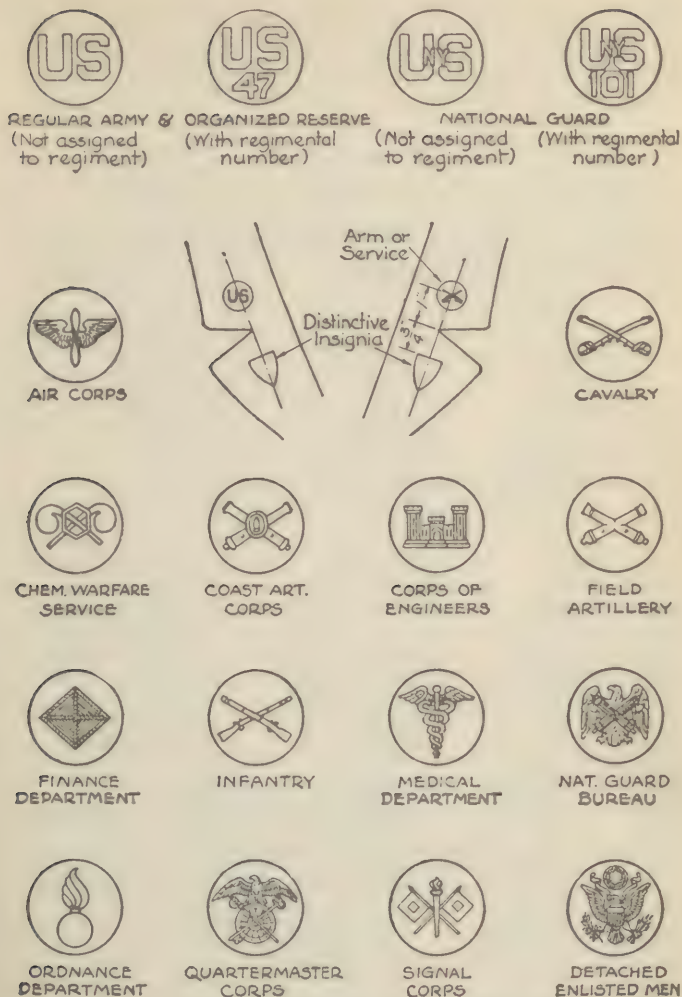 US
US
47
US
NY
US
NY
101
REGULAR ARMY & ORGANIZED RESERVE
(Not assigned
to regiment)
(With regimental
number)
NATIONAL GUARD
(Not assigned
to regiment)
(With regimental
number)
Arm or
Service
US
1"
Distinctive
Insignia
3/4
AIR CORPS
CAVALRY
CHEM. WARFARE
SERVICE
COAST ART.
CORPS
CORPS OF
ENGINEERS
FIELD
ARTILLERY
FINANCE
DEPARTMENT
INFANTRY
MEDICAL
DEPARTMENT
NAT. GUARD
BUREAU
ORDNANCE
DEPARTMENT
QUARTERMASTER
CORPS
SIGNAL
CORPS
DETACHED
ENLISTED MEN